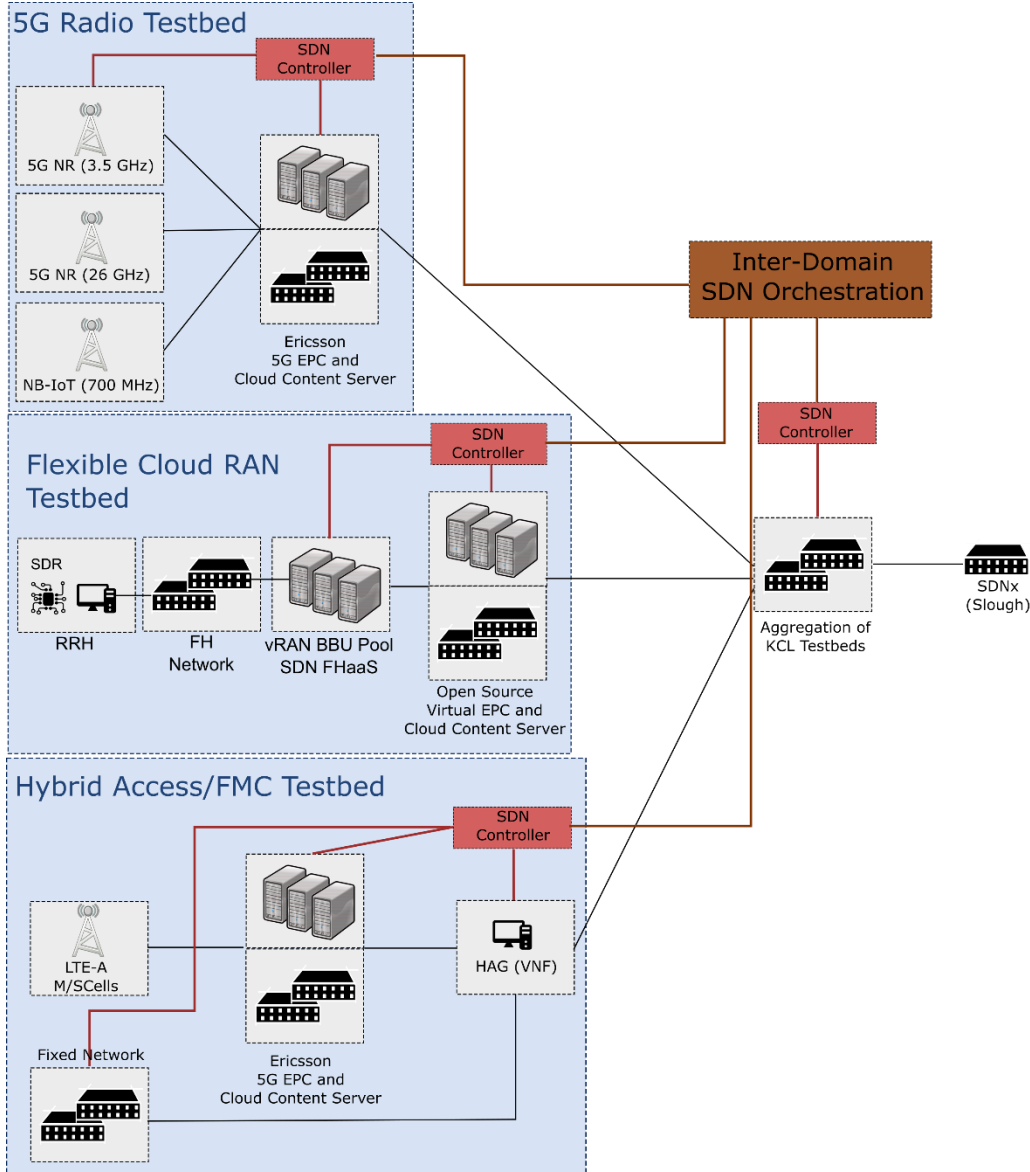 5G Radio Testbed
SDN
Controller
5G NR (3.5 GHz)
5G NR (26 GHz)
NB-IoT (700 MHz)
Ericsson
5G EPC and
Cloud Content Server
Inter-Domain
SDN Orchestration
SDN
Controller
Flexible Cloud RAN
Testbed
SDN
Controller
SDR
RRH
FH
Network
vRAN BBU Pool
SDN FHaaS
Open Source
Virtual EPC and
Cloud Content Server
Aggregation of
KCL Testbeds
SDNx
(Slough)
Hybrid Access/FMC Testbed
SDN
Controller
LTE-A
M/SCells
HAG (VNF)
Fixed Network
Ericsson
5G EPC and
Cloud Content Server